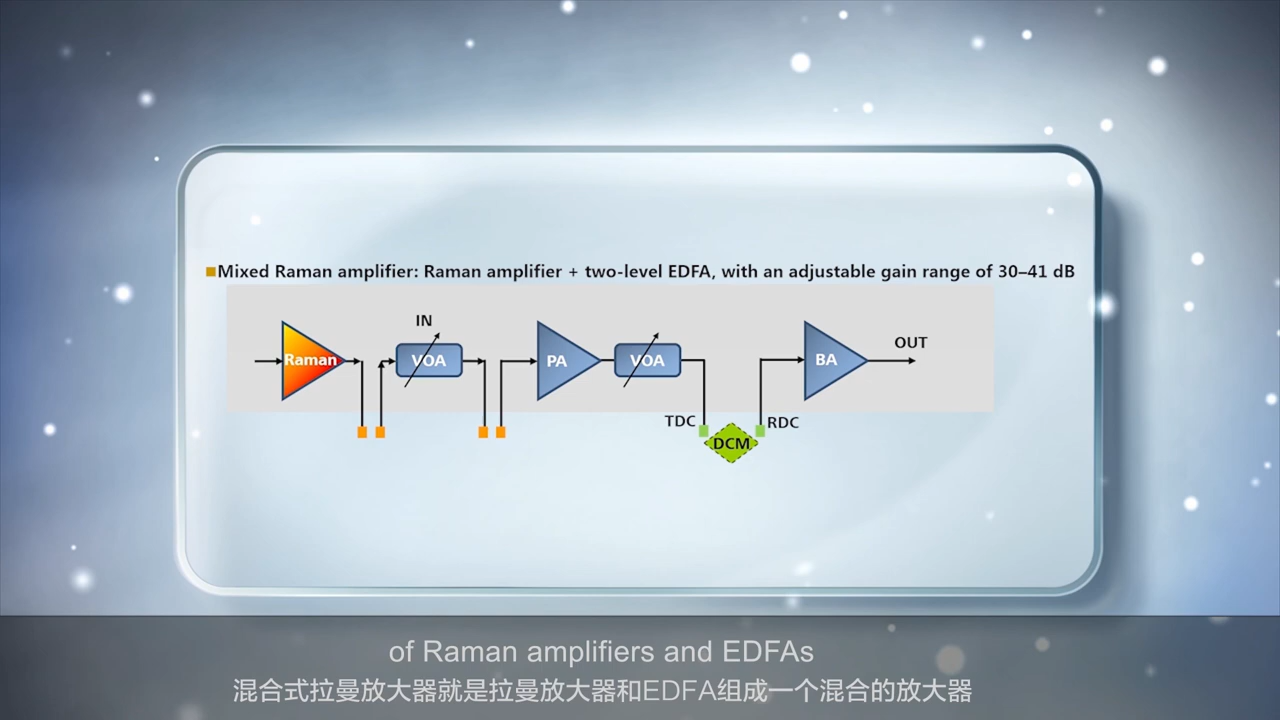 Mixed Raman amplifier: Raman amplifier + two-level EDFA, with an adjustable gain range of 30–41 dB
IN
OUT
Raman
VOA
PA
VOA
BA
TDC
RDC
DCM
of Raman amplifiers and EDFAs
混合式拉曼放大器就是拉曼放大器和EDFA组成一个混合的放大器